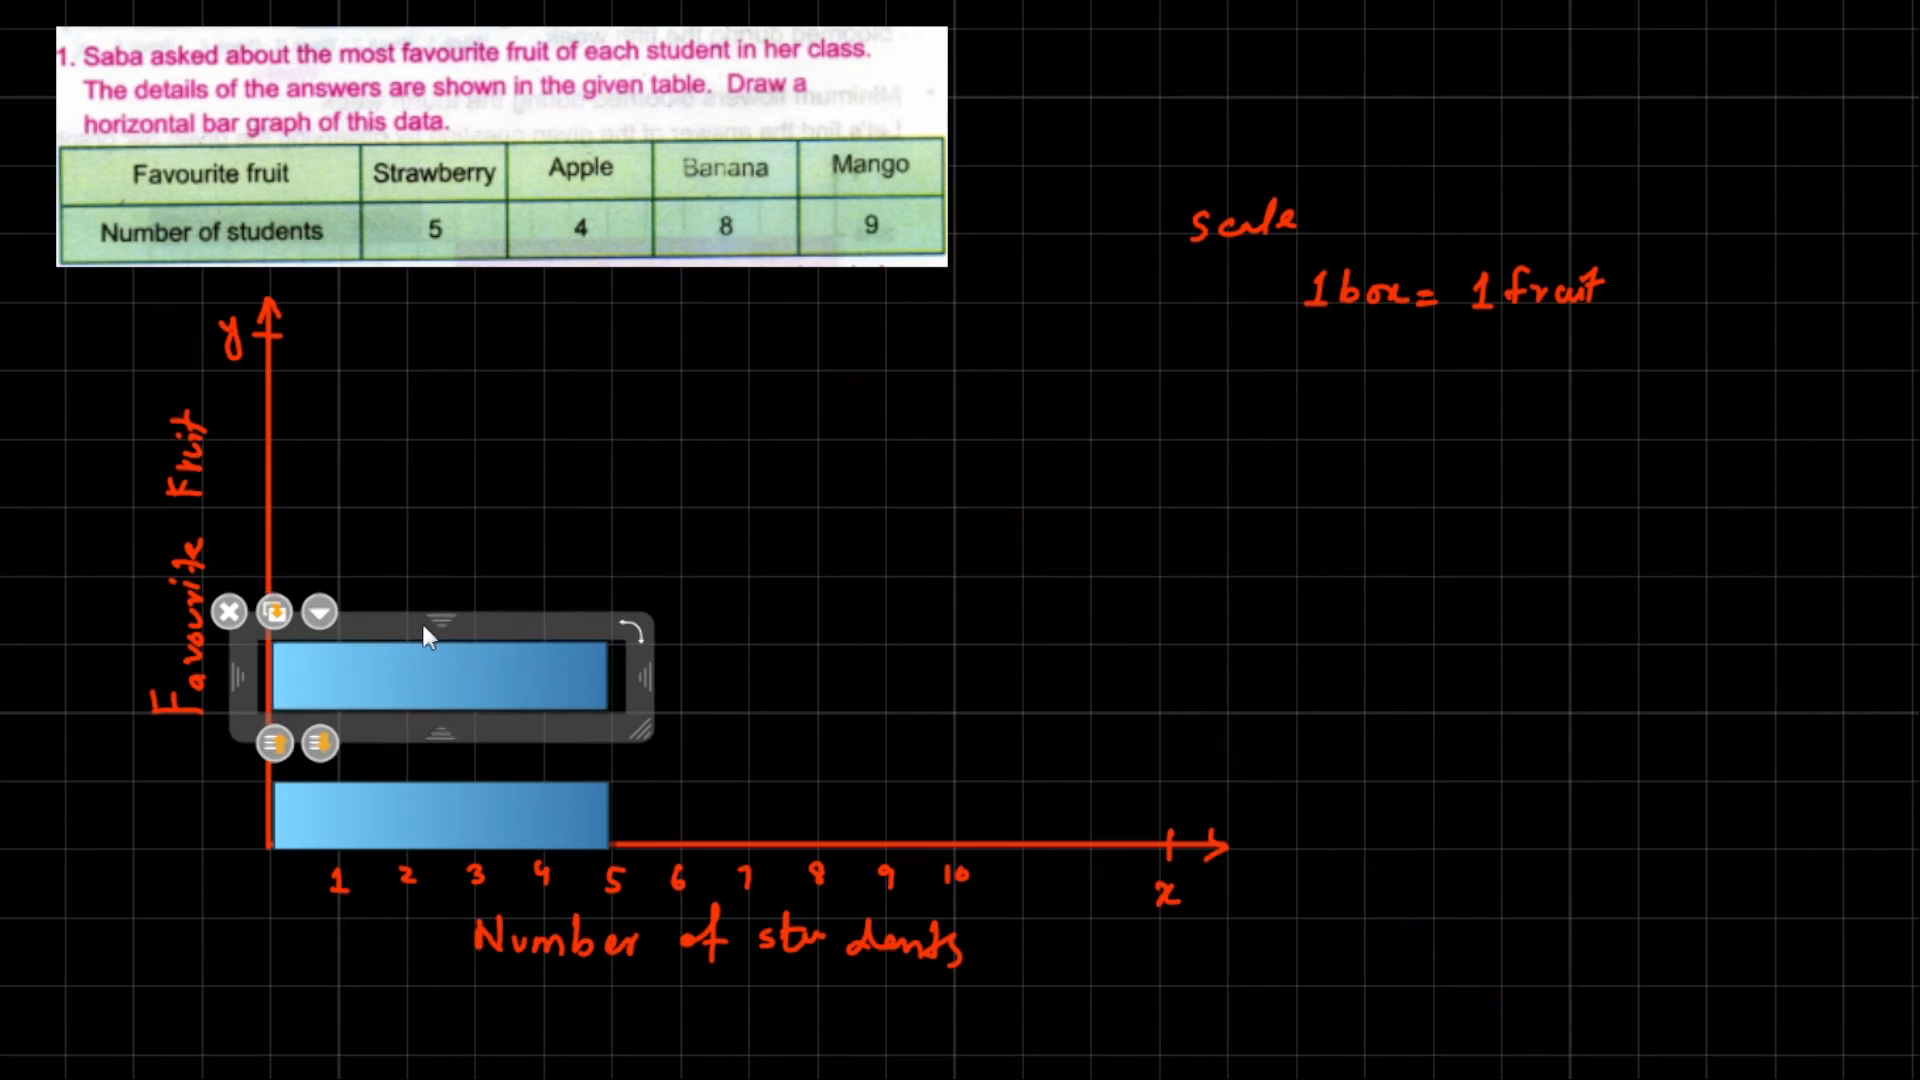 1. Saba asked about the most favourite fruit of each student in her class.
The details of the answers are shown in the given table. Draw a
horizontal bar graph of this data.
Favourite fruit Strawberry Apple Banana Mango
Number of students 5 4 8 9
scale
1 box = 1 fruit
y
Favourite Fruit
1 2 3 4 5 6 7 8 9 10
x
Number of students